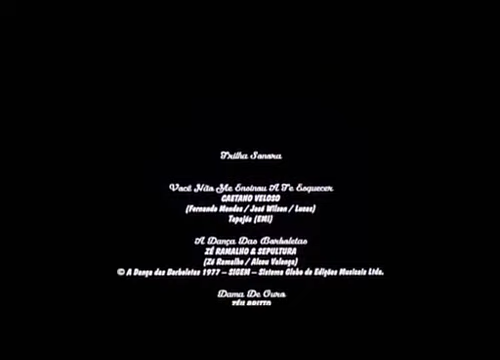 Trilha Sonora
Você Não Me Ensinou A Te Esquecer
CAETANO VELOSO
(Fernando Mendes / José Wilson / Lucas)
Tapajós (EMI)
A Dança Das Borboletas
ZÉ RAMALHO & SEPULTURA
(Zé Ramalho / Alceu Valença)
© A Dança das Borboletas 1977 – SIGEM – Sistema Globo de Edições Musicais Ltda.
Dama De Ouro
ZÉU BRITTO